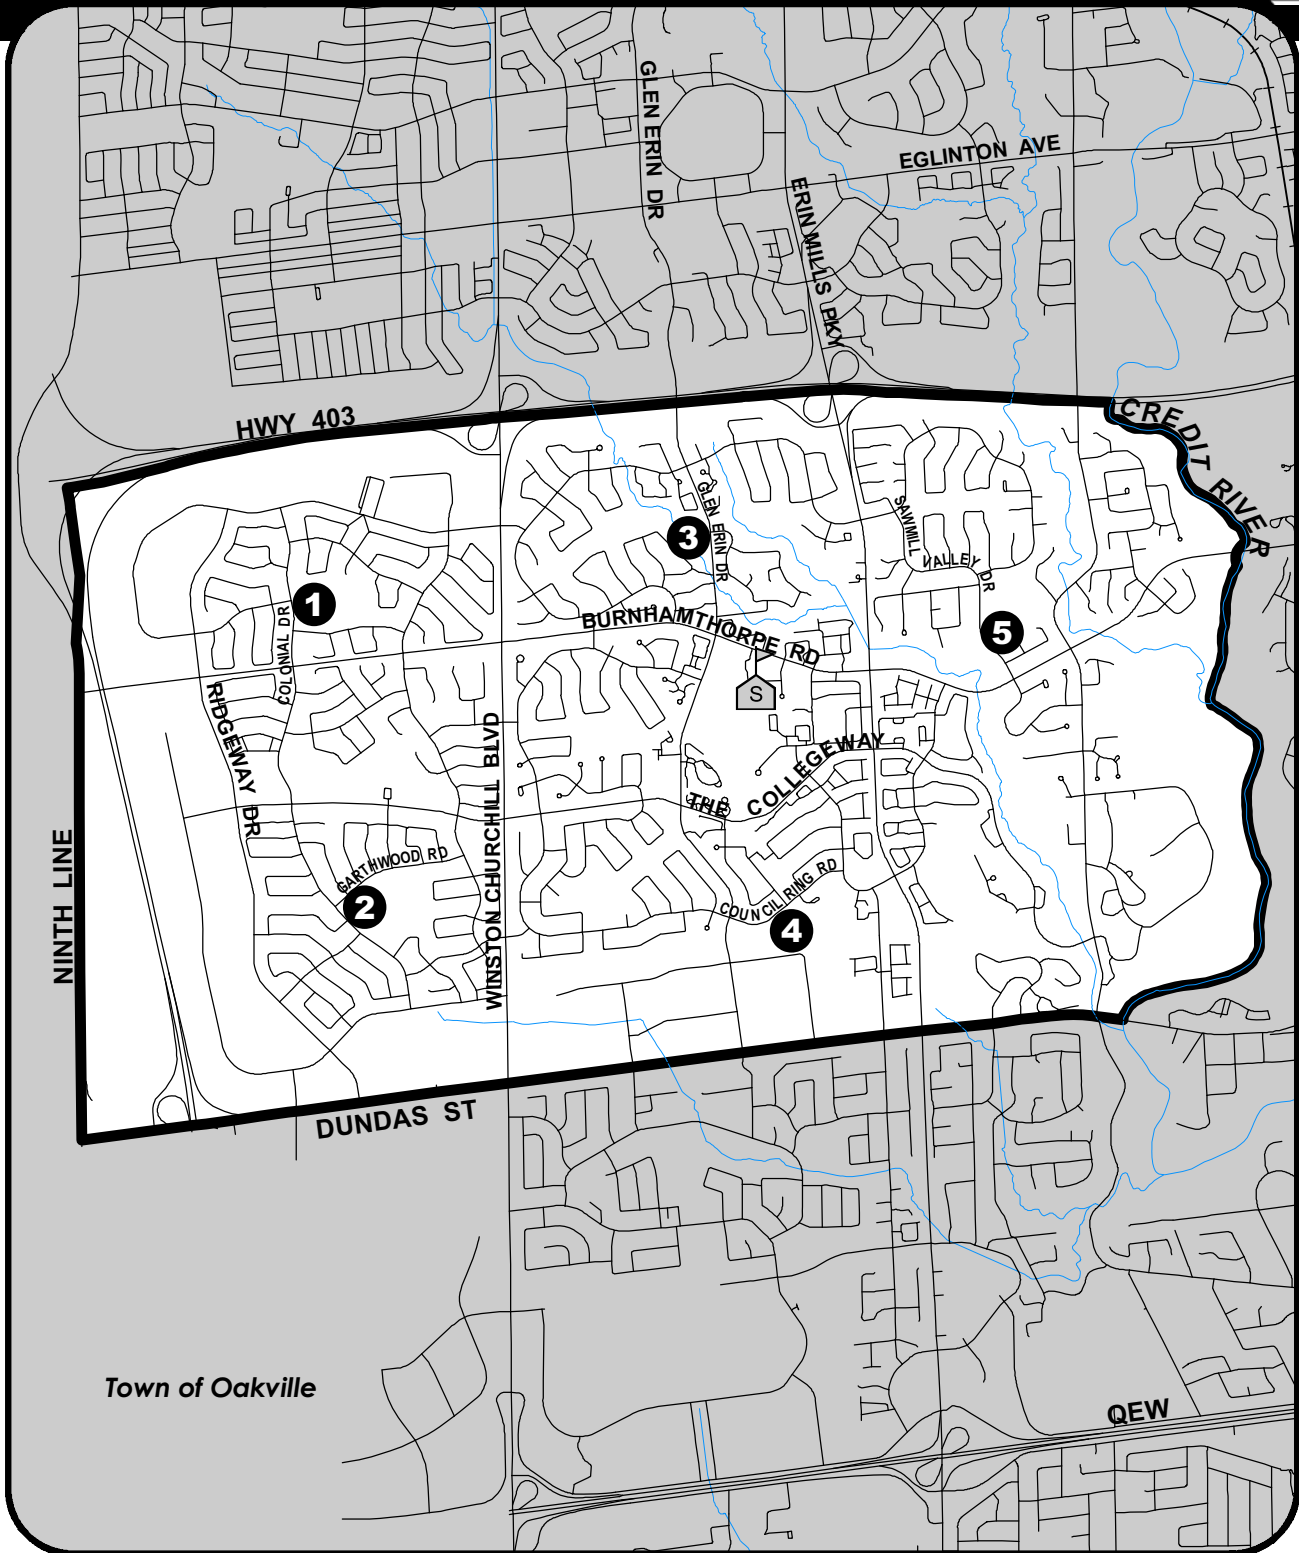 GLEN ERIN DR
EGLINTON AVE
ERIN MILLS PKY
HWY 403
CREDIT RIVER
GLEN ERIN DR
SAWMILL VALLEY DR
3
1
5
COLONIAL DR
BURNHAMTHORPE RD
S
RIDGEWAY DR
WINSTON CHURCHILL BLVD
THE COLLEGEWAY
NINTH LINE
GARTHWOOD RD
2
COUNCIL RING RD
4
DUNDAS ST
Town of Oakville
QEW